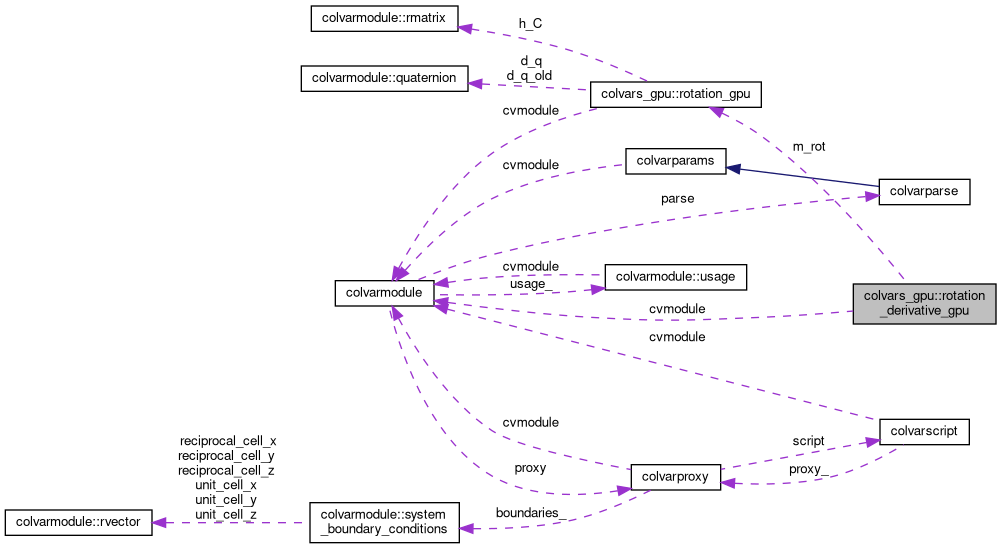 colvarmodule::rmatrix
h_C
d_q
d_q_old
colvarmodule::quaternion
colvars_gpu::rotation_gpu
cvmodule
m_rot
colvarparams
cvmodule
colvarparse
parse
cvmodule
colvarmodule::usage
usage_
colvarmodule
colvars_gpu::rotation
_derivative_gpu
cvmodule
cvmodule
cvmodule
colvarscript
script
reciprocal_cell_x
reciprocal_cell_y
reciprocal_cell_z
unit_cell_x
unit_cell_y
unit_cell_z
proxy
colvarproxy
proxy_
boundaries_
colvarmodule::system
_boundary_conditions
colvarmodule::rvector